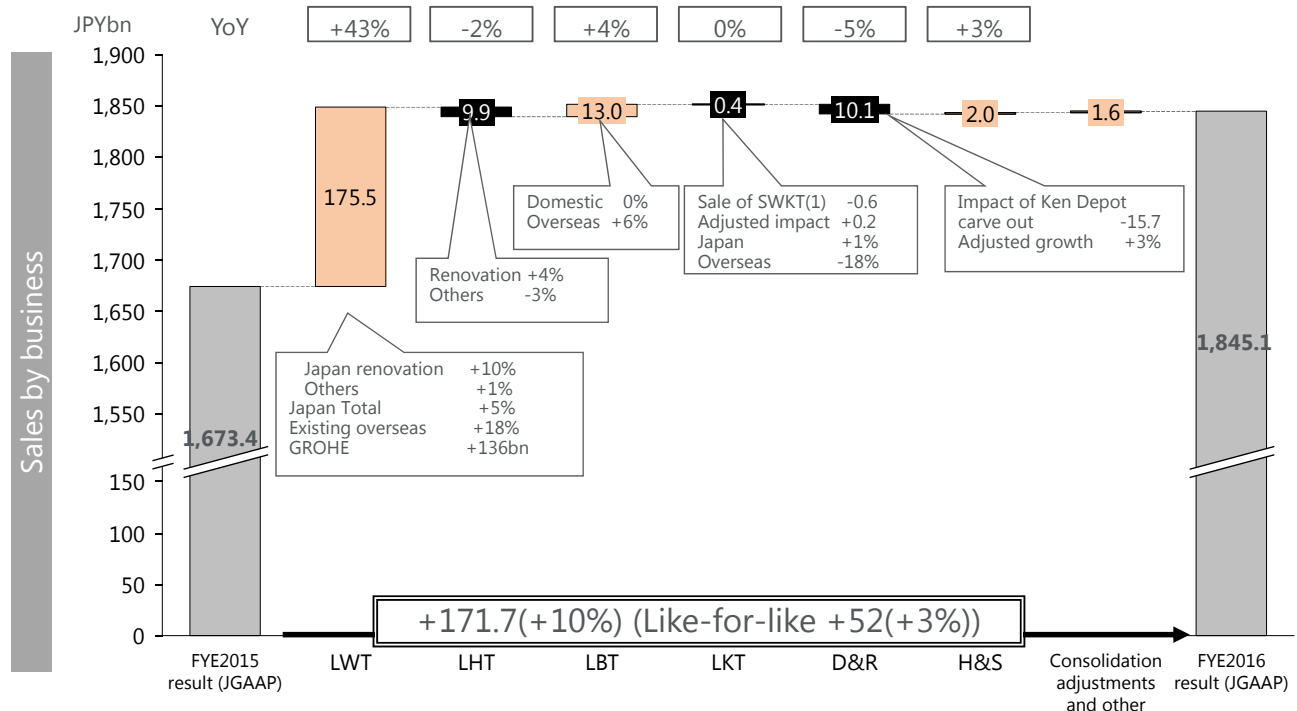 JPYbn
YoY
+43%
-2%
+4%
0%
-5%
+3%
Sales by business
1,900
1,850
1,800
1,750
1,700
1,650
1,600
1,550
150
100
50
0
1,673.4
175.5
9.9
13.0
0.4
10.1
2.0
1.6
1,845.1
Domestic 0%
Overseas +6%
Sale of SWKT(1) -0.6
Adjusted impact +0.2
Japan +1%
Overseas -18%
Impact of Ken Depot
carve out -15.7
Adjusted growth +3%
Renovation +4%
Others -3%
Japan renovation +10%
Others +1%
Japan Total +5%
Existing overseas +18%
GROHE +136bn
+171.7(+10%) (Like-for-like +52(+3%))
FYE2015
result (JGAAP)
LWT
LHT
LBT
LKT
D&R
H&S
Consolidation
adjustments
and other
FYE2016
result (JGAAP)